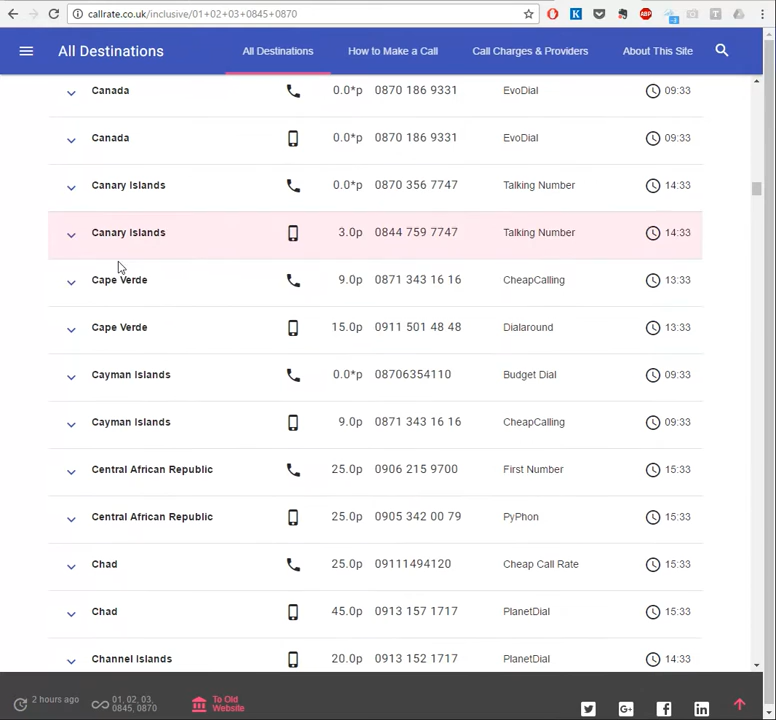 callrate.co.uk/inclusive/01+02+03+0845+0870
All Destinations
All Destinations
How to Make a Call
Call Charges & Providers
About This Site
Canada 0.0*p 0870 186 9331 EvoDial 09:33
Canada 0.0*p 0870 186 9331 EvoDial 09:33
Canary Islands 0.0*p 0870 356 7747 Talking Number 14:33
Canary Islands 3.0p 0844 759 7747 Talking Number 14:33
Cape Verde 9.0p 0871 343 16 16 CheapCalling 13:33
Cape Verde 15.0p 0911 501 48 48 Dialaround 13:33
Cayman Islands 0.0*p 08706354110 Budget Dial 09:33
Cayman Islands 9.0p 0871 343 16 16 CheapCalling 09:33
Central African Republic 25.0p 0906 215 9700 First Number 15:33
Central African Republic 25.0p 0905 342 00 79 PyPhon 15:33
Chad 25.0p 09111494120 Cheap Call Rate 15:33
Chad 45.0p 0913 157 1717 PlanetDial 15:33
Channel Islands 20.0p 0913 152 1717 PlanetDial 14:33
2 hours ago
01, 02, 03,
0845, 0870
To Old
Website